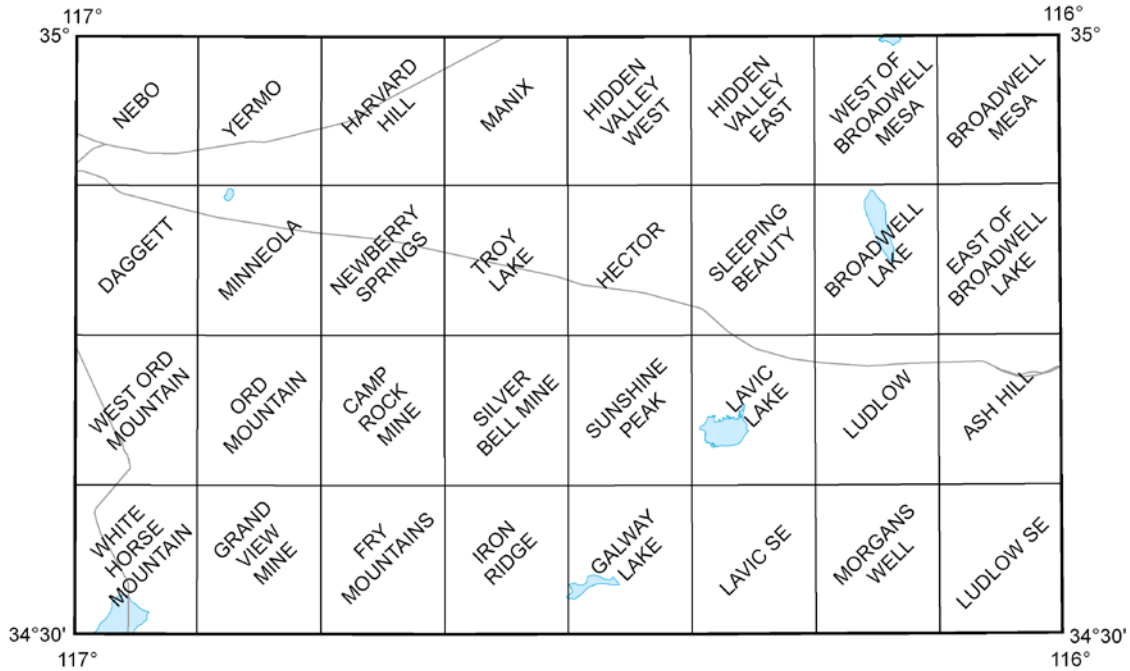 117°
116°
35°
35°
NEBO
YERMO
HARVARD
HILL
MANIX
HIDDEN
VALLEY
WEST
HIDDEN
VALLEY
EAST
WEST OF
BROADWELL
MESA
BROADWELL
MESA
DAGGETT
MINNEOLA
NEWBERRY
SPRINGS
TROY
LAKE
HECTOR
SLEEPING
BEAUTY
BROADWELL
LAKE
EAST OF
BROADWELL
LAKE
WEST ORD
MOUNTAIN
ORD
MOUNTAIN
CAMP
ROCK
MINE
SILVER
BELL MINE
SUNSHINE
PEAK
LAVIC
LAKE
LUDLOW
ASH HILL
WHITE
HORSE
MOUNTAIN
GRAND
VIEW
MINE
FRY
MOUNTAINS
IRON
RIDGE
GALWAY
LAKE
LAVIC SE
MORGANS
WELL
LUDLOW SE
34°30'
34°30'
117°
116°